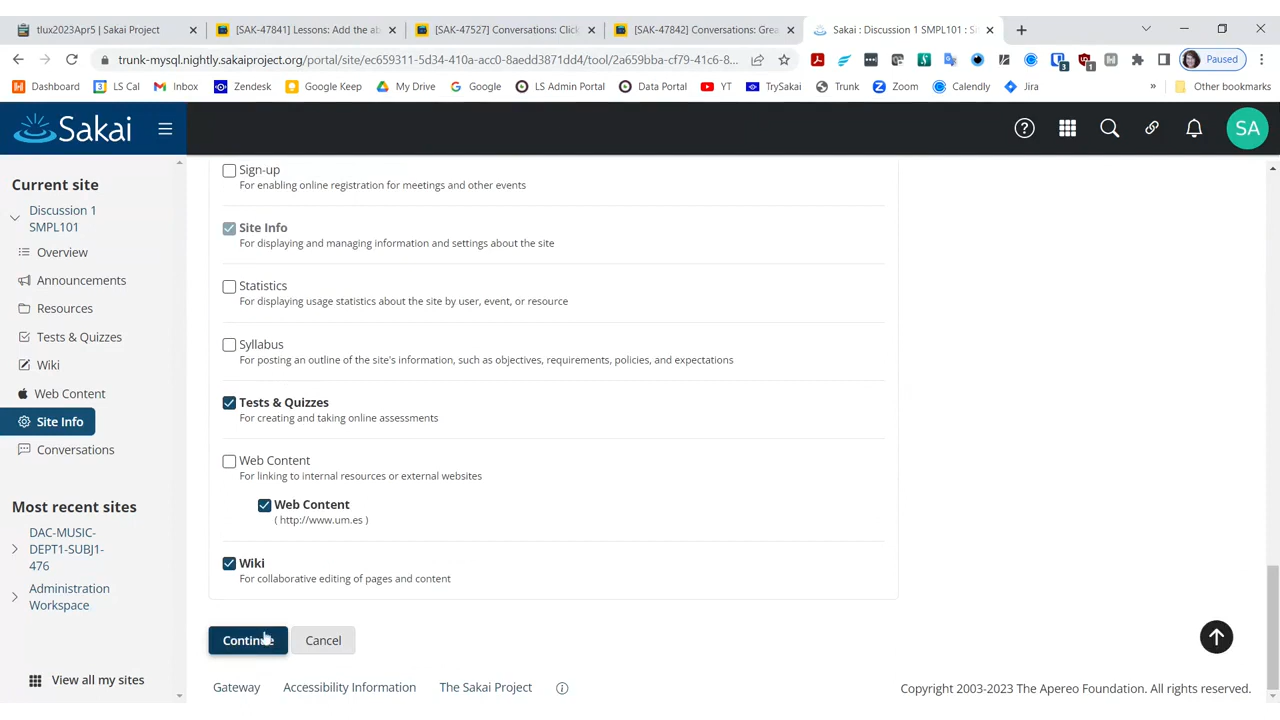 tlux2023Apr5 | Sakai Project
[SAK-47841] Lessons: Add the ab
[SAK-47527] Conversations: Click
[SAK-47842] Conversations: Grea
Sakai : Discussion 1 SMPL101 : S
trunk-mysql.nightly.sakaiproject.org/portal/site/7ec69311-5d34-410a-ac31-aaedd3871dd4/tool/2a659bba-cf79-41c6-8...
Paused
Dashboard
LS Cal
Inbox
Zendesk
Google Keep
My Drive
Google
LS Admin Portal
Data Portal
YT
TrySakai
Trunk
Zoom
Calendly
Jira
»
Other bookmarks
Sakai
SA
Current site
Discussion 1
SMPL101
Overview
Announcements
Resources
Tests & Quizzes
Wiki
Web Content
Site Info
Conversations
Most recent sites
DAC-MUSIC-
DEPT1-SUBJ1-
476
Administration
Workspace
View all my sites
Sign-up
For enabling online registration for meetings and other events
Site Info
For displaying and managing information and settings about the site
Statistics
For displaying usage statistics about the site by user, event, or resource
Syllabus
For posting an outline of the site's information, such as objectives, requirements, policies, and expectations
Tests & Quizzes
For creating and taking online assessments
Web Content
For linking to internal resources or external websites
Web Content
( http://www.um.es )
Wiki
For collaborative editing of pages and content
Continue
Cancel
Gateway
Accessibility Information
The Sakai Project
Copyright 2003-2023 The Apereo Foundation. All rights reserved.